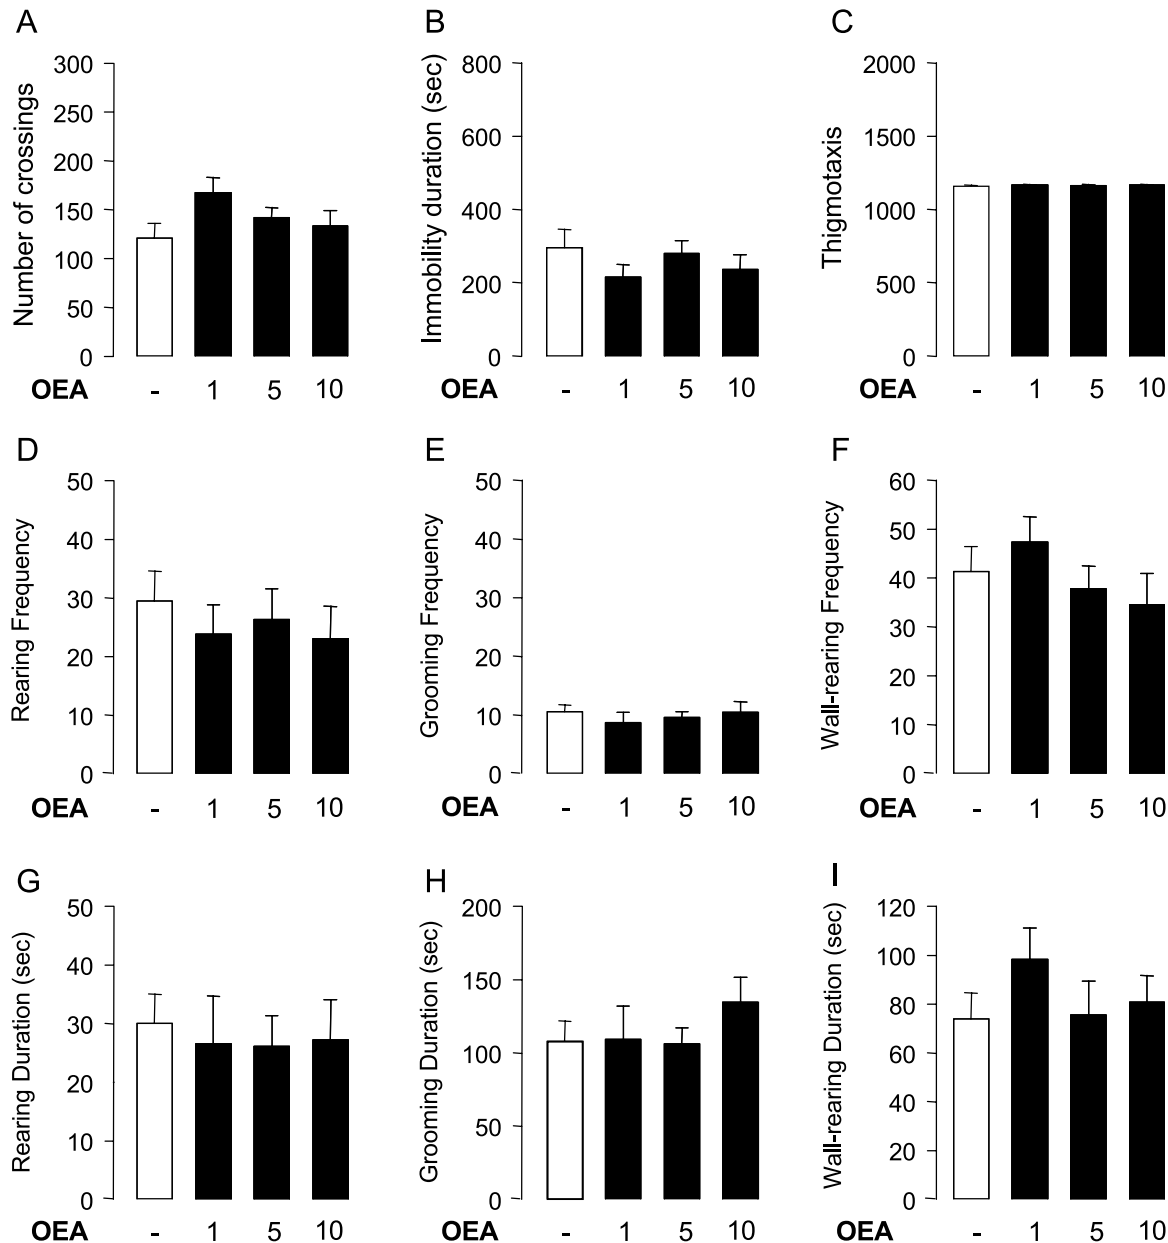 A
Number of crossings
300
250
200
150
100
50
0
OEA - 1 5 10
B
Immobility duration (sec)
800
600
400
200
0
OEA - 1 5 10
C
Thigmotaxis
2000
1500
1000
500
0
OEA - 1 5 10
D
Rearing Frequency
50
40
30
20
10
0
OEA - 1 5 10
E
Grooming Frequency
50
40
30
20
10
0
OEA - 1 5 10
F
Wall-rearing Frequency
60
50
40
30
20
10
0
OEA - 1 5 10
G
Rearing Duration (sec)
50
40
30
20
10
0
OEA - 1 5 10
H
Grooming Duration (sec)
200
150
100
50
0
OEA - 1 5 10
I
Wall-rearing Duration (sec)
120
100
80
60
40
20
0
OEA - 1 5 10